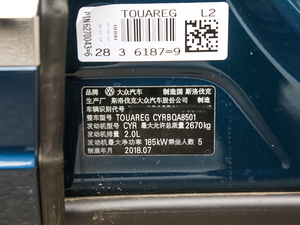 PIN6270043=6
TOUAREG L2
28 3 6187=9
品牌 大众汽车 制造国 斯洛伐克
生产厂 斯洛伐克大众汽车股份公司 制造
车辆识别代号
整车型号 TOUAREG CYRBQA8501
发动机型号 CYR 最大允许总质量 2670kg
发动机排量 2.0L
发动机最大净功率 185kW 乘坐人数 5
制造年月 2018.07